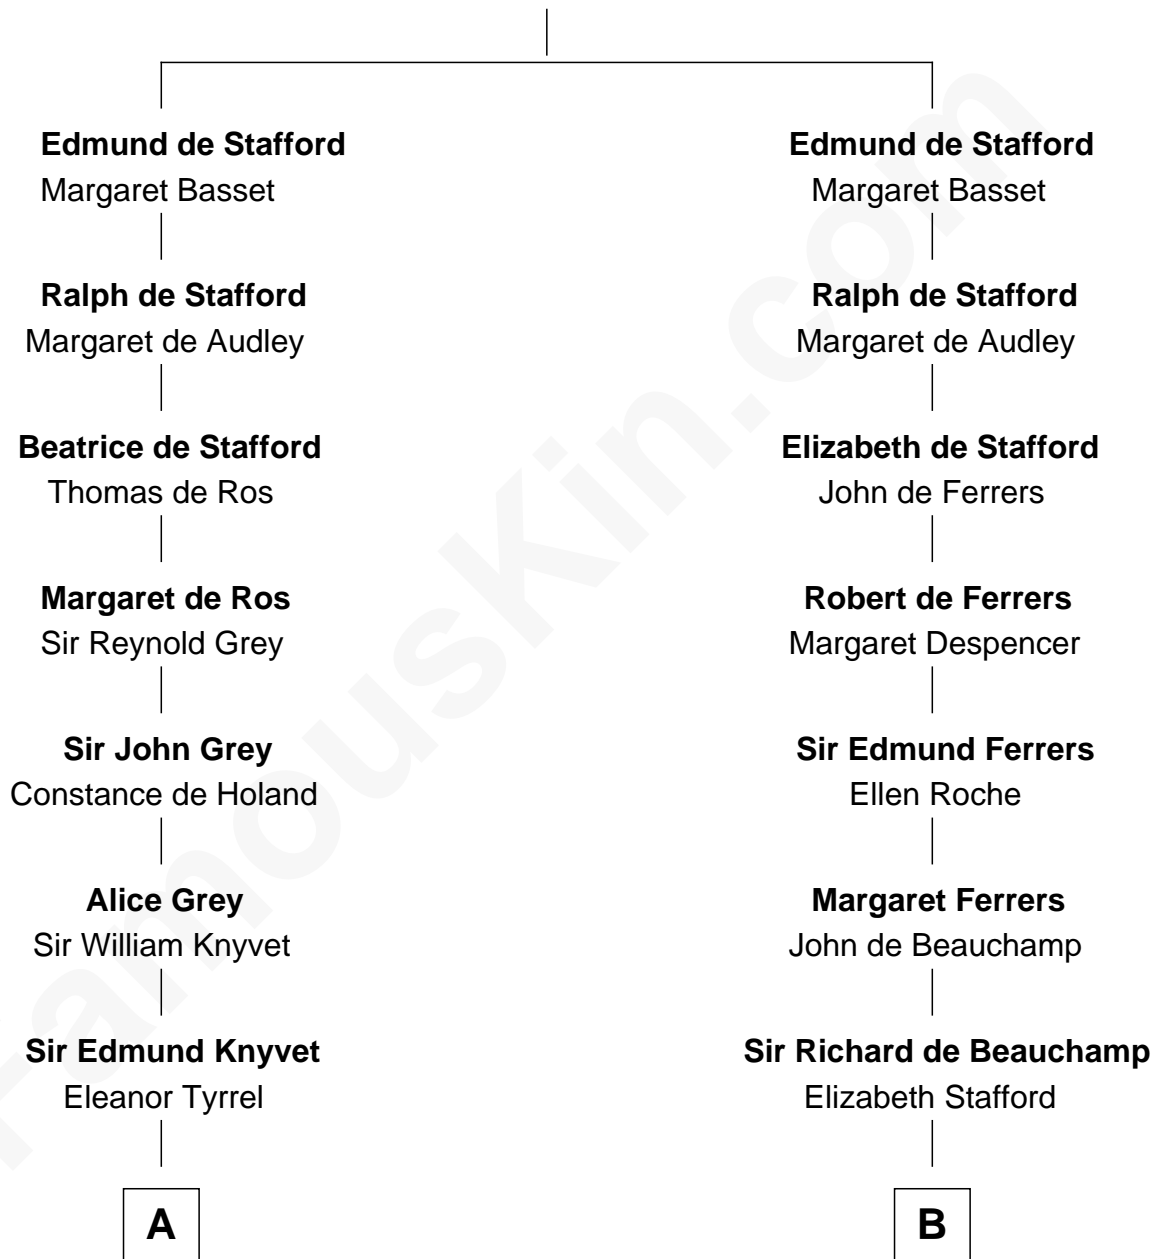 Edmund de Stafford
Margaret Basset
Ralph de Stafford
Margaret de Audley
Beatrice de Stafford
Thomas de Ros
Margaret de Ros
Sir Reynold Grey
Sir John Grey
Constance de Holand
Alice Grey
Sir William Knyvet
Sir Edmund Knyvet
Eleanor Tyrrel
A
Edmund de Stafford
Margaret Basset
Ralph de Stafford
Margaret de Audley
Elizabeth de Stafford
John de Ferrers
Robert de Ferrers
Margaret Despencer
Sir Edmund Ferrers
Ellen Roche
Margaret Ferrers
John de Beauchamp
Sir Richard de Beauchamp
Elizabeth Stafford
B
FamousKin.com